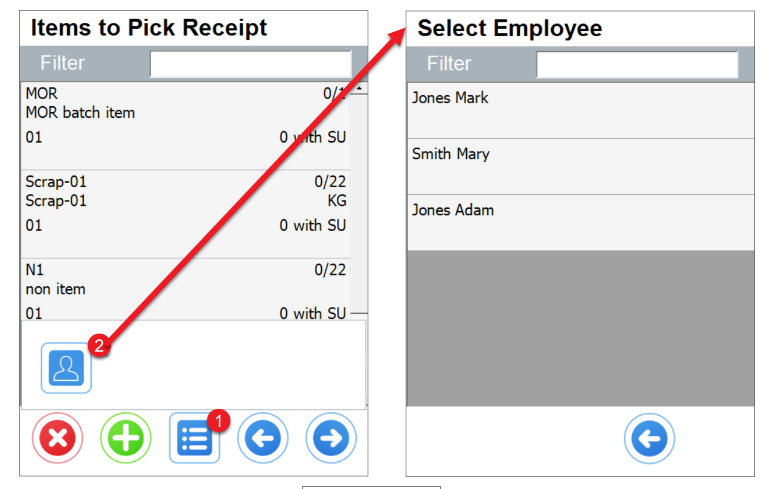 Items to Pick Receipt
Filter
MOR 0/1
MOR batch item
01 0 with SU
Scrap-01 0/22
Scrap-01 KG
01 0 with SU
N1 0/22
non item
01 0 with SU
2
1
Select Employee
Filter
Jones Mark
Smith Mary
Jones Adam